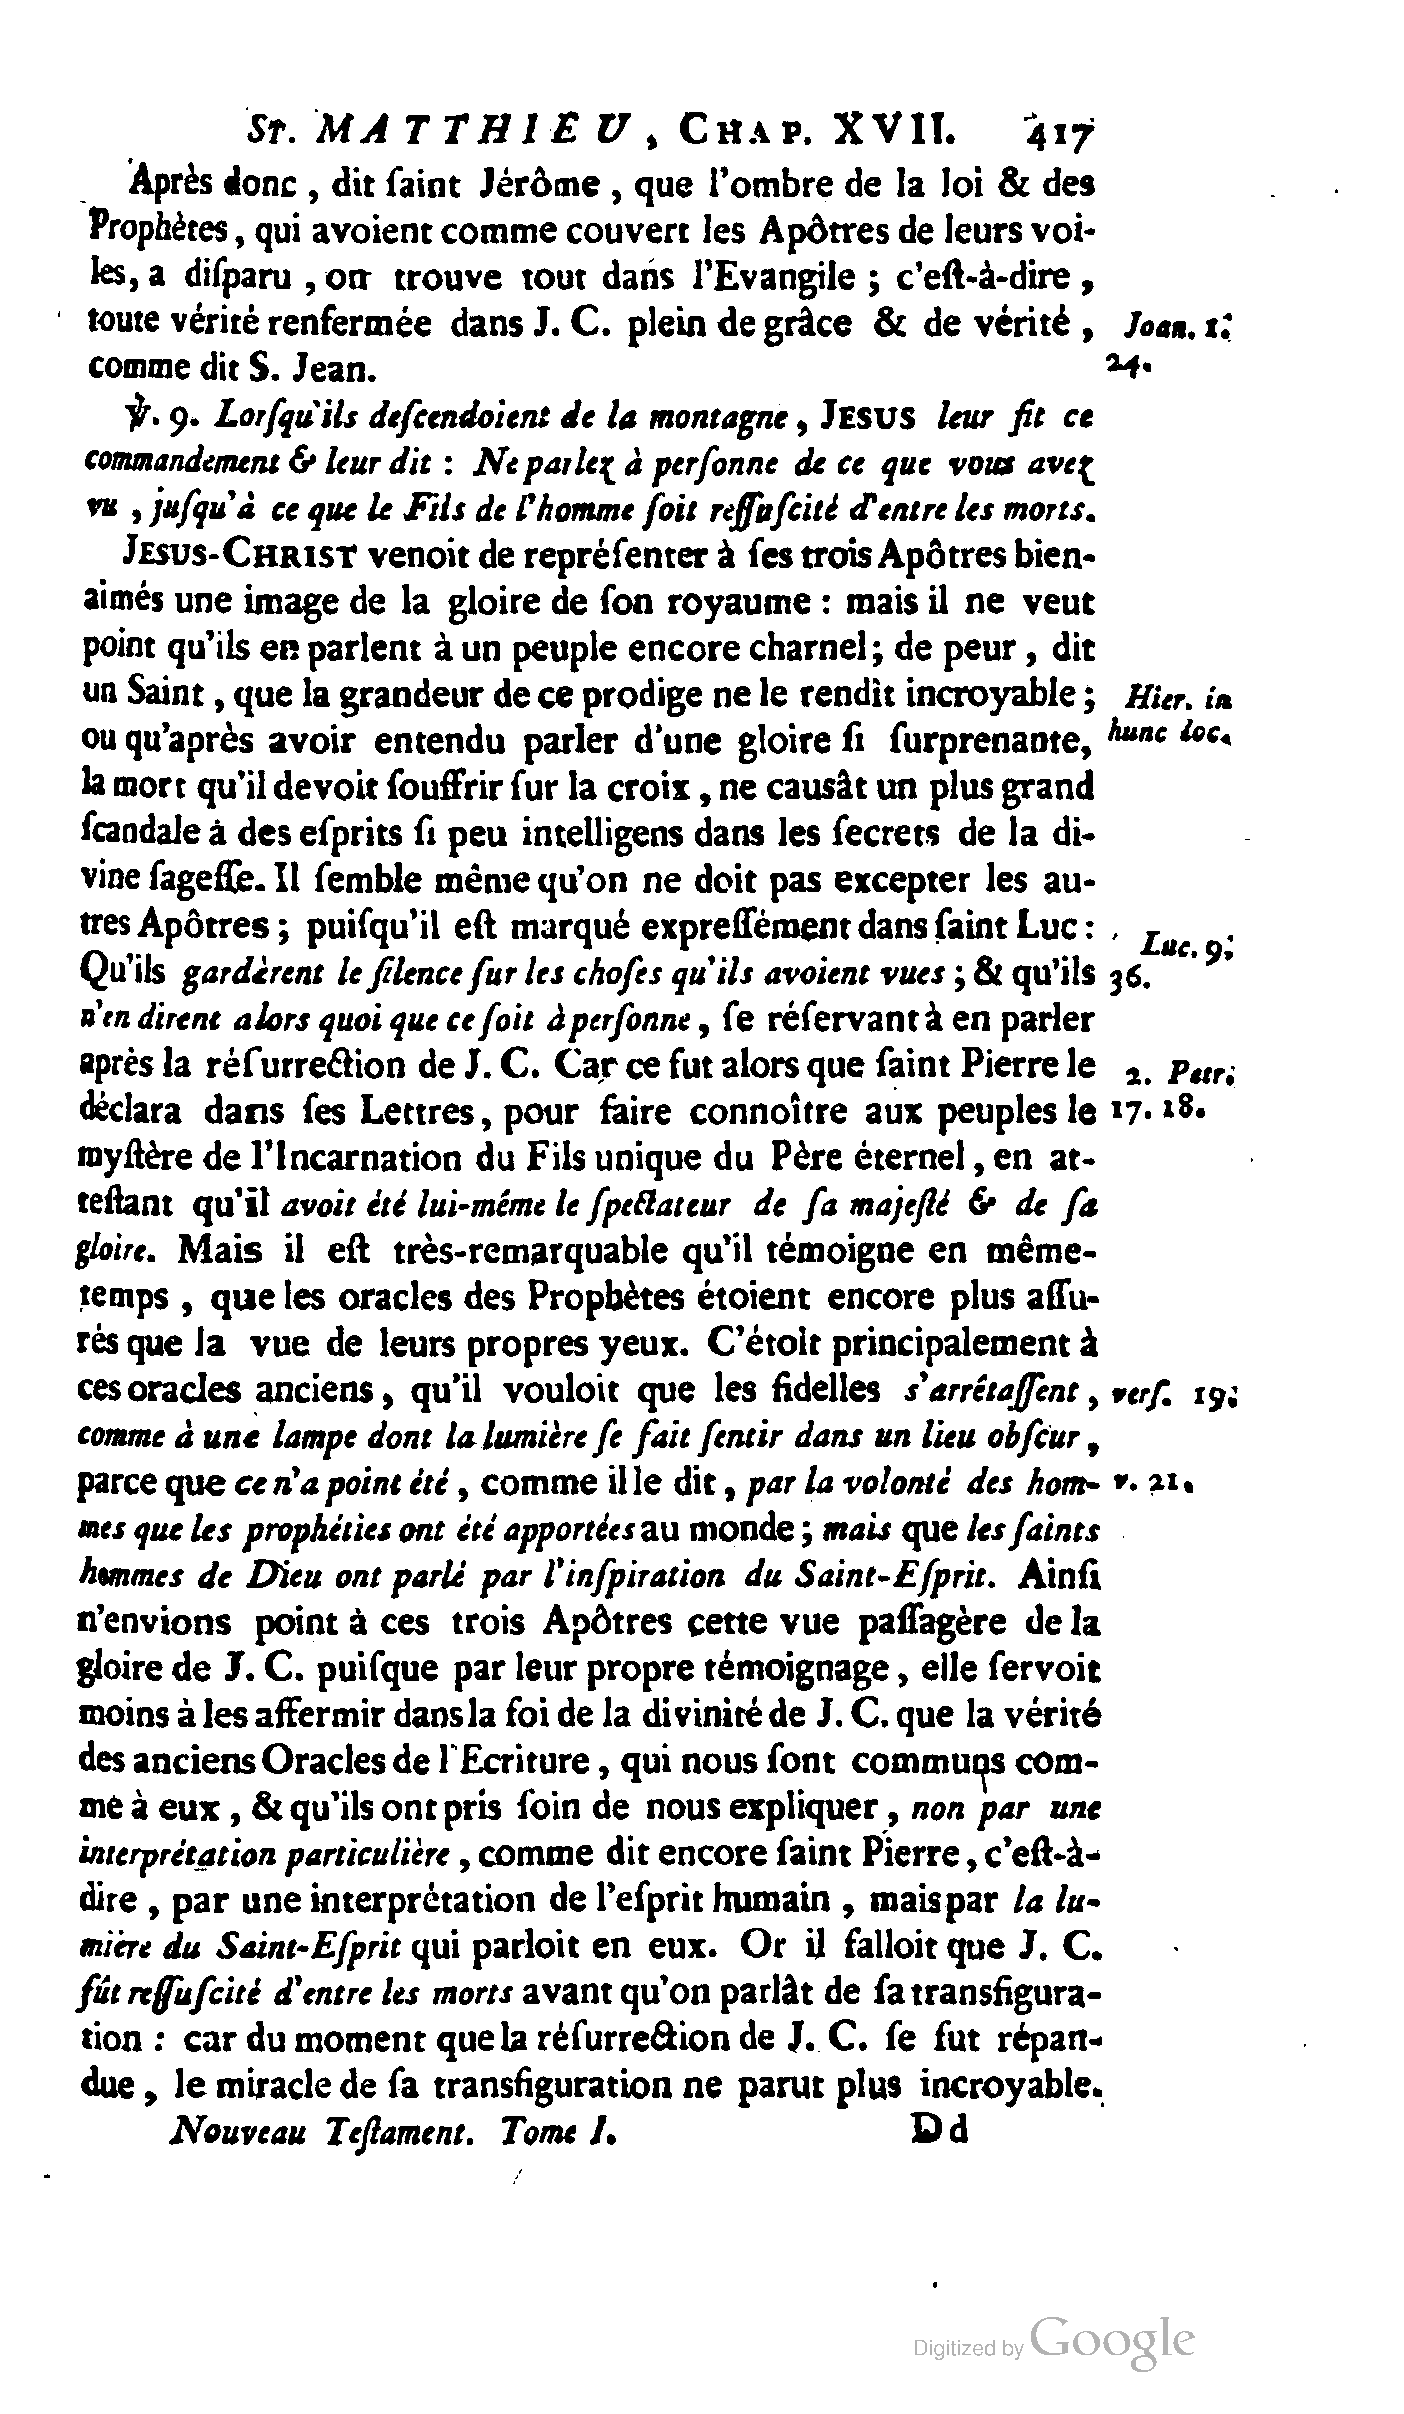 St. MATTHIEU, CHAP. XVII. 417
Après donc, dit ſaint Jérôme, que l'ombre de la loi & des
Prophètes, qui avoient comme couvert les Apôtres de leurs voi-
les, a diſparu, on trouve tout dans l'Evangile; c'eſt-à-dire,
toute vérité renfermée dans J. C. plein de grâce & de vérité, Joan. 1.
comme dit S. Jean. 24.
℣. 9. Lorſqu'ils deſcendoient de la montagne, JESUS leur fit ce
commandement & leur dit : Ne parlez à perſonne de ce que vous avez
vu, juſqu'à ce que le Fils de l'homme ſoit reſſuſcité d'entre les morts.
JESUS-CHRIST venoit de repréſenter à ſes trois Apôtres bien-
aimés une image de la gloire de ſon royaume : mais il ne veut
point qu'ils en parlent à un peuple encore charnel; de peur, dit
un Saint, que la grandeur de ce prodige ne le rendît incroyable; Hier. in
ou qu'après avoir entendu parler d'une gloire ſi ſurprenante, hunc loc.
la mort qu'il devoit ſouffrir ſur la croix, ne causât un plus grand
ſcandale à des eſprits ſi peu intelligens dans les ſecrets de la di-
vine ſageſſe. Il ſemble même qu'on ne doit pas excepter les au-
tres Apôtres; puiſqu'il eſt marqué expreſſément dans ſaint Luc : Luc. 9.
Qu'ils gardèrent le ſilence ſur les choſes qu'ils avoient vues; & qu'ils 36.
n'en dirent alors quoi que ce ſoit à perſonne, ſe réſervant à en parler
après la réſurrection de J. C. Car ce fut alors que ſaint Pierre le 2. Petr.
déclara dans ſes Lettres, pour faire connoître aux peuples le 17. 18.
myſtère de l'Incarnation du Fils unique du Père éternel, en at-
teſtant qu'il avoit été lui-même le ſpectateur de ſa majeſté & de ſa
gloire. Mais il eſt très-remarquable qu'il témoigne en même-
temps, que les oracles des Prophètes étoient encore plus aſſu-
rés que la vue de leurs propres yeux. C'étoit principalement à
ces oracles anciens, qu'il vouloit que les fidelles s'arrêtaſſent, verſ. 19.
comme à une lampe dont la lumière ſe fait ſentir dans un lieu obſcur,
parce que ce n'a point été, comme il le dit, par la volonté des hom- v. 21.
mes que les prophéties ont été apportées au monde; mais que les ſaints
hommes de Dieu ont parlé par l'inſpiration du Saint-Eſprit. Ainſi
n'envions point à ces trois Apôtres cette vue paſſagère de la
gloire de J. C. puiſque par leur propre témoignage, elle ſervoit
moins à les affermir dans la foi de la divinité de J. C. que la vérité
des anciens Oracles de l'Ecriture, qui nous ſont communs com-
me à eux, & qu'ils ont pris ſoin de nous expliquer, non par une
interprétation particulière, comme dit encore ſaint Pierre, c'eſt-à-
dire, par une interprétation de l'eſprit humain, mais par la lu-
mière du Saint-Eſprit qui parloit en eux. Or il falloit que J. C.
fût reſſuſcité d'entre les morts avant qu'on parlât de ſa transfigura-
tion : car du moment que la réſurrection de J. C. ſe fut répan-
due, le miracle de ſa transfiguration ne parut plus incroyable.
Nouveau Teſtament. Tome I. Dd
Digitized by Google